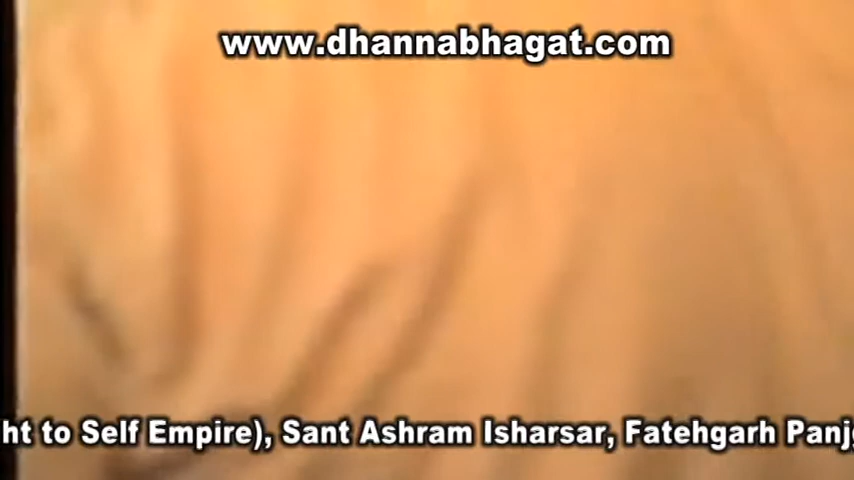 www.dhannabhagat.com
ht to Self Empire), Sant Ashram Isharsar, Fatehgarh Panj